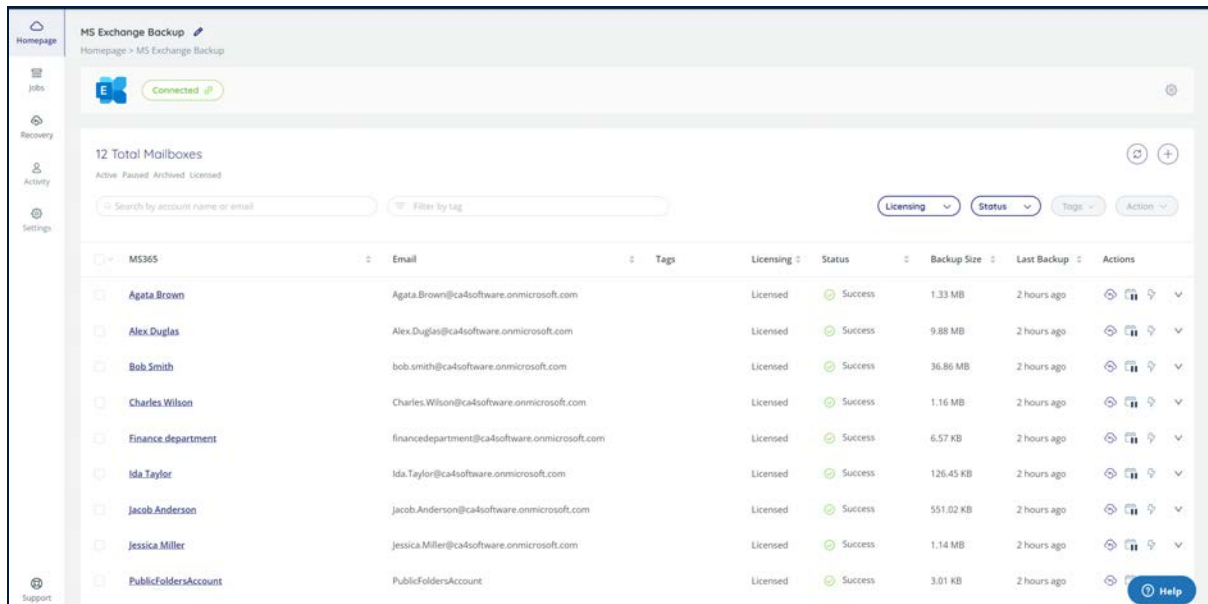 Homepage
Jobs
Recovery
Activity
Settings
Support
MS Exchange Backup
Homepage > MS Exchange Backup
E
Connected
12 Total Mailboxes
Active Paused Archived Licensed
Search by account name or email Filter by tag Licensing Status Tags Action
MS365 Email Tags Licensing Status Backup Size Last Backup Actions
Agata Brown Agata.Brown@ca4software.onmicrosoft.com Licensed Success 1.33 MB 2 hours ago
Alex Duglas Alex.Duglas@ca4software.onmicrosoft.com Licensed Success 9.88 MB 2 hours ago
Bob Smith bob.smith@ca4software.onmicrosoft.com Licensed Success 36.86 MB 2 hours ago
Charles Wilson Charles.Wilson@ca4software.onmicrosoft.com Licensed Success 1.16 MB 2 hours ago
Finance department financedepartment@ca4software.onmicrosoft.com Licensed Success 6.57 KB 2 hours ago
Ida Taylor Ida.Taylor@ca4software.onmicrosoft.com Licensed Success 126.45 KB 2 hours ago
Jacob Anderson Jacob.Anderson@ca4software.onmicrosoft.com Licensed Success 551.02 KB 2 hours ago
Jessica Miller Jessica.Miller@ca4software.onmicrosoft.com Licensed Success 1.14 MB 2 hours ago
PublicFoldersAccount PublicFoldersAccount Licensed Success 3.01 KB 2 hours ago
Help